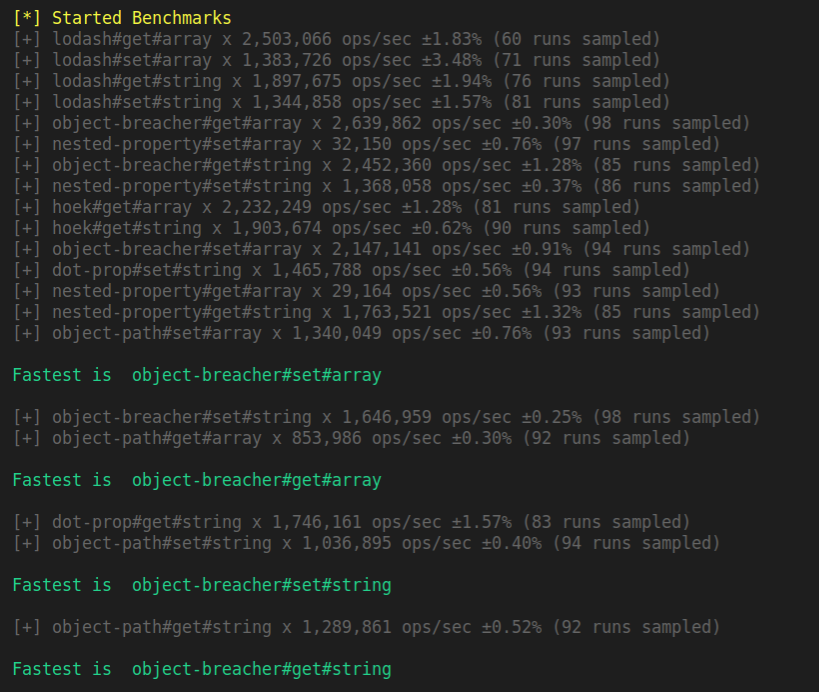 [*] Started Benchmarks
[+] lodash#get#array x 2,503,066 ops/sec ±1.83% (60 runs sampled)
[+] lodash#set#array x 1,383,726 ops/sec ±3.48% (71 runs sampled)
[+] lodash#get#string x 1,897,675 ops/sec ±1.94% (76 runs sampled)
[+] lodash#set#string x 1,344,858 ops/sec ±1.57% (81 runs sampled)
[+] object-breacher#get#array x 2,639,862 ops/sec ±0.30% (98 runs sampled)
[+] nested-property#set#array x 32,150 ops/sec ±0.76% (97 runs sampled)
[+] object-breacher#get#string x 2,452,360 ops/sec ±1.28% (85 runs sampled)
[+] nested-property#set#string x 1,368,058 ops/sec ±0.37% (86 runs sampled)
[+] hoek#get#array x 2,232,249 ops/sec ±1.28% (81 runs sampled)
[+] hoek#get#string x 1,903,674 ops/sec ±0.62% (90 runs sampled)
[+] object-breacher#set#array x 2,147,141 ops/sec ±0.91% (94 runs sampled)
[+] dot-prop#set#string x 1,465,788 ops/sec ±0.56% (94 runs sampled)
[+] nested-property#get#array x 29,164 ops/sec ±0.56% (93 runs sampled)
[+] nested-property#get#string x 1,763,521 ops/sec ±1.32% (85 runs sampled)
[+] object-path#set#array x 1,340,049 ops/sec ±0.76% (93 runs sampled)
Fastest is  object-breacher#set#array
[+] object-breacher#set#string x 1,646,959 ops/sec ±0.25% (98 runs sampled)
[+] object-path#get#array x 853,986 ops/sec ±0.30% (92 runs sampled)
Fastest is  object-breacher#get#array
[+] dot-prop#get#string x 1,746,161 ops/sec ±1.57% (83 runs sampled)
[+] object-path#set#string x 1,036,895 ops/sec ±0.40% (94 runs sampled)
Fastest is  object-breacher#set#string
[+] object-path#get#string x 1,289,861 ops/sec ±0.52% (92 runs sampled)
Fastest is  object-breacher#get#string